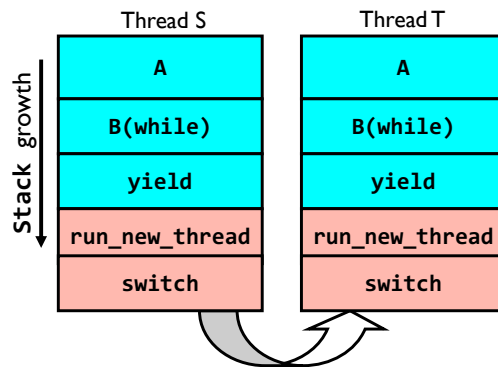 Thread S
Thread T
Stack growth
A
B(while)
yield
run_new_thread
switch
A
B(while)
yield
run_new_thread
switch